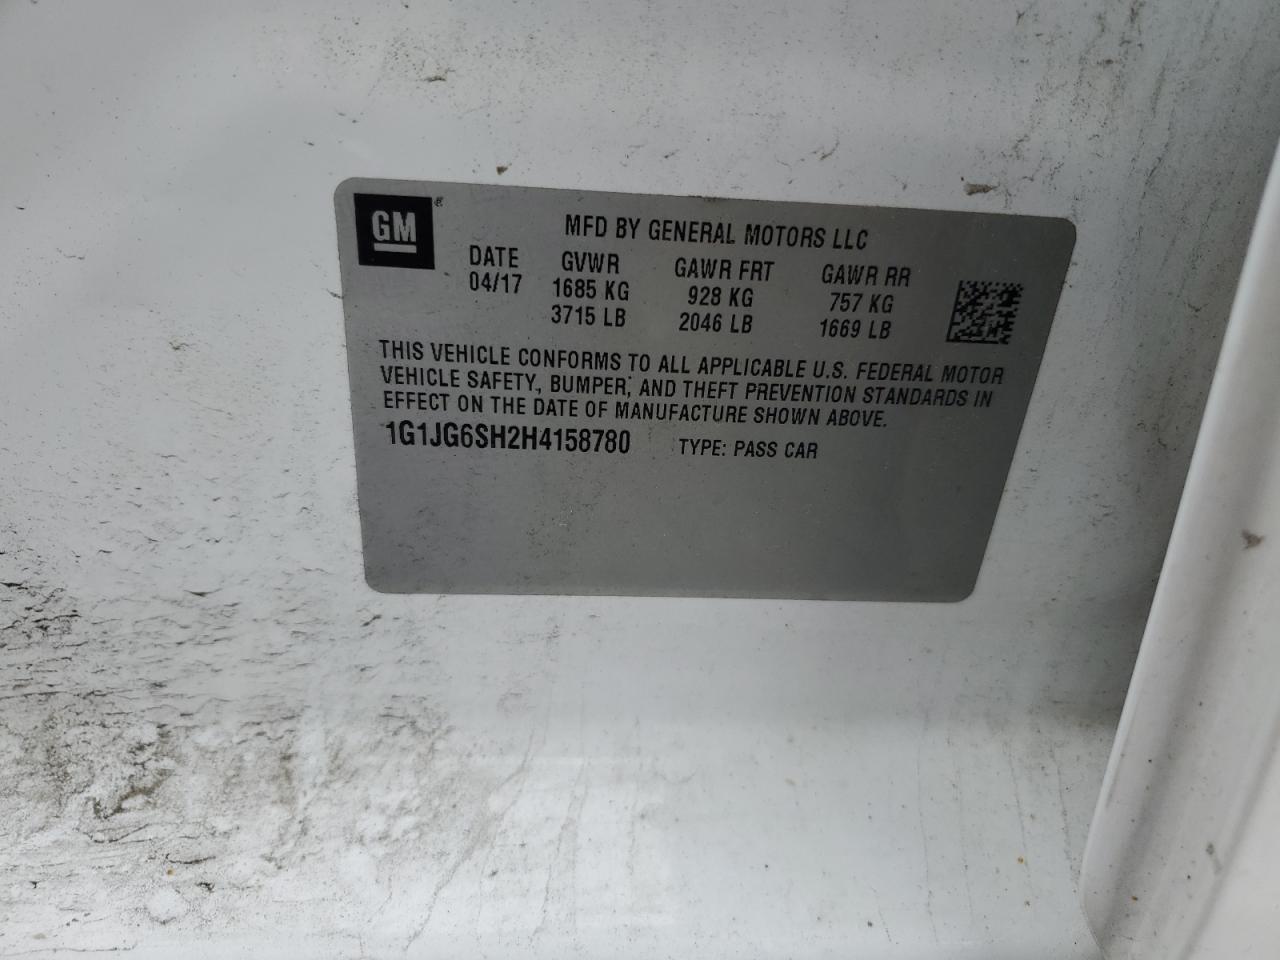 GM®
MFD BY GENERAL MOTORS LLC
DATE GVWR GAWR FRT GAWR RR
04/17 1685 KG 928 KG 757 KG
3715 LB 2046 LB 1669 LB
THIS VEHICLE CONFORMS TO ALL APPLICABLE U.S. FEDERAL MOTOR
VEHICLE SAFETY, BUMPER, AND THEFT PREVENTION STANDARDS IN
EFFECT ON THE DATE OF MANUFACTURE SHOWN ABOVE.
1G1JG6SH2H4158780 TYPE: PASS CAR